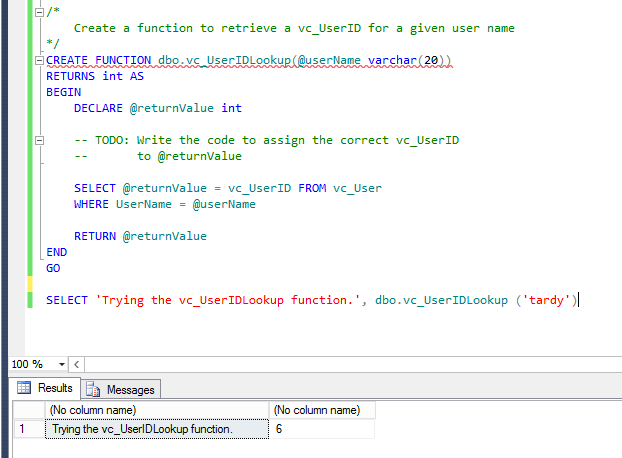 /*
    Create a function to retrieve a vc_UserID for a given user name
*/
CREATE FUNCTION dbo.vc_UserIDLookup(@userName varchar(20))
RETURNS int AS
BEGIN
    DECLARE @returnValue int
    -- TODO: Write the code to assign the correct vc_UserID
    --       to @returnValue
    SELECT @returnValue = vc_UserID FROM vc_User
    WHERE UserName = @userName
    RETURN @returnValue
END
GO
SELECT 'Trying the vc_UserIDLookup function.', dbo.vc_UserIDLookup ('tardy')
100 %
Results Messages
(No column name) (No column name)
1 Trying the vc_UserIDLookup function. 6